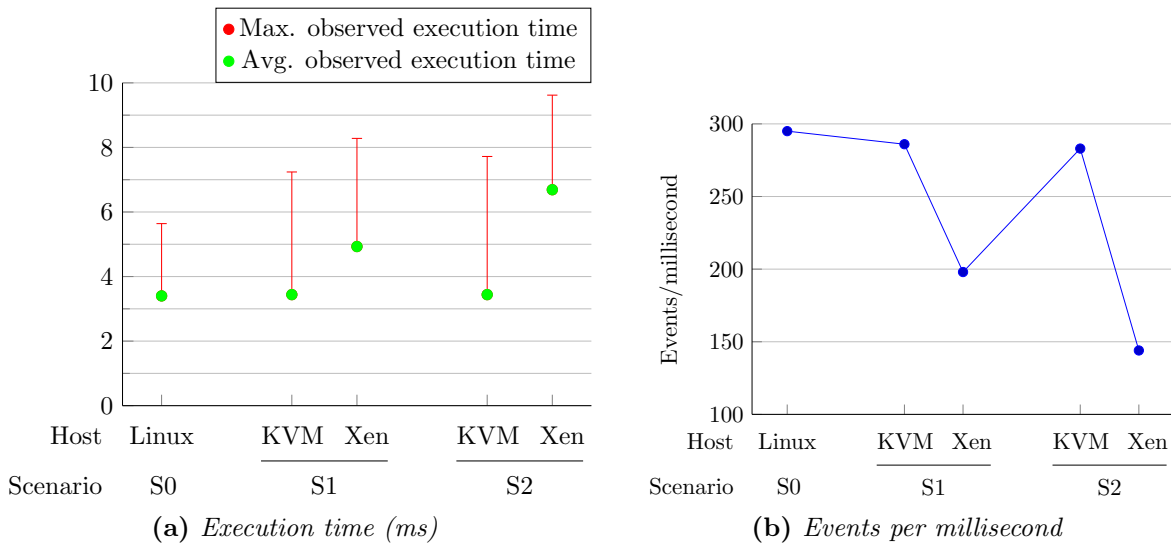 Max. observed execution time
Avg. observed execution time
10
8
6
4
2
0
Host Linux KVM Xen KVM Xen
Scenario S0 S1 S2
(a) Execution time (ms)
Events/millisecond
300
250
200
150
100
Host Linux KVM Xen KVM Xen
Scenario S0 S1 S2
(b) Events per millisecond